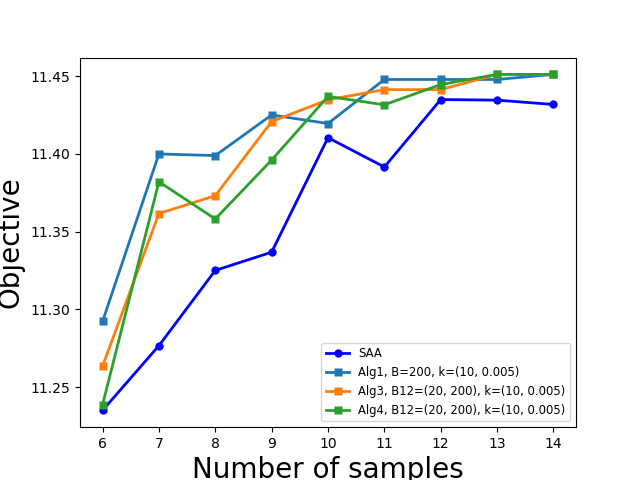 11.45
11.40
11.35
11.30
11.25
Objective
6 7 8 9 10 11 12 13 14
Number of samples
SAA
Alg1, B=200, k=(10, 0.005)
Alg3, B12=(20, 200), k=(10, 0.005)
Alg4, B12=(20, 200), k=(10, 0.005)